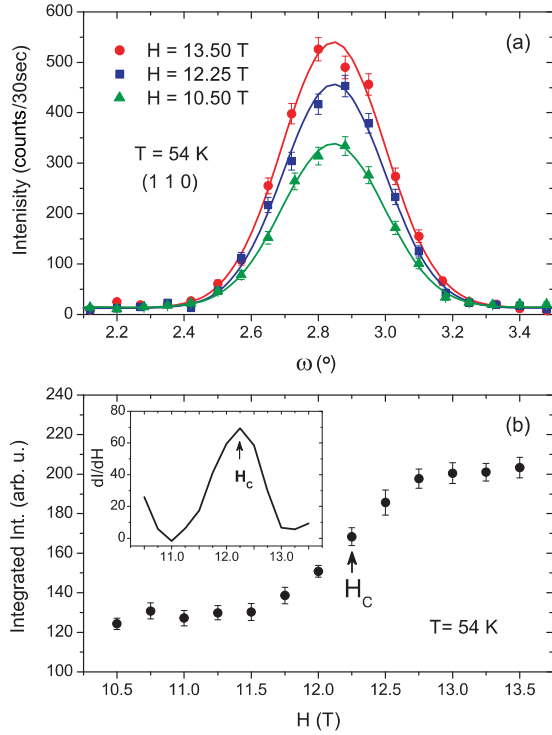 600
500
400
300
200
100
0
Intenisity (counts/30sec)
(a)
H = 13.50 T
H = 12.25 T
H = 10.50 T
T = 54 K
(1 1 0)
2.2 2.4 2.6 2.8 3.0 3.2 3.4
ω (º)
240
220
200
180
160
140
120
100
Integrated Int. (arb. u.)
(b)
80
60
40
20
0
dI/dH
H_C
11.0 12.0 13.0
H_C
T= 54 K
10.5 11.0 11.5 12.0 12.5 13.0 13.5
H (T)